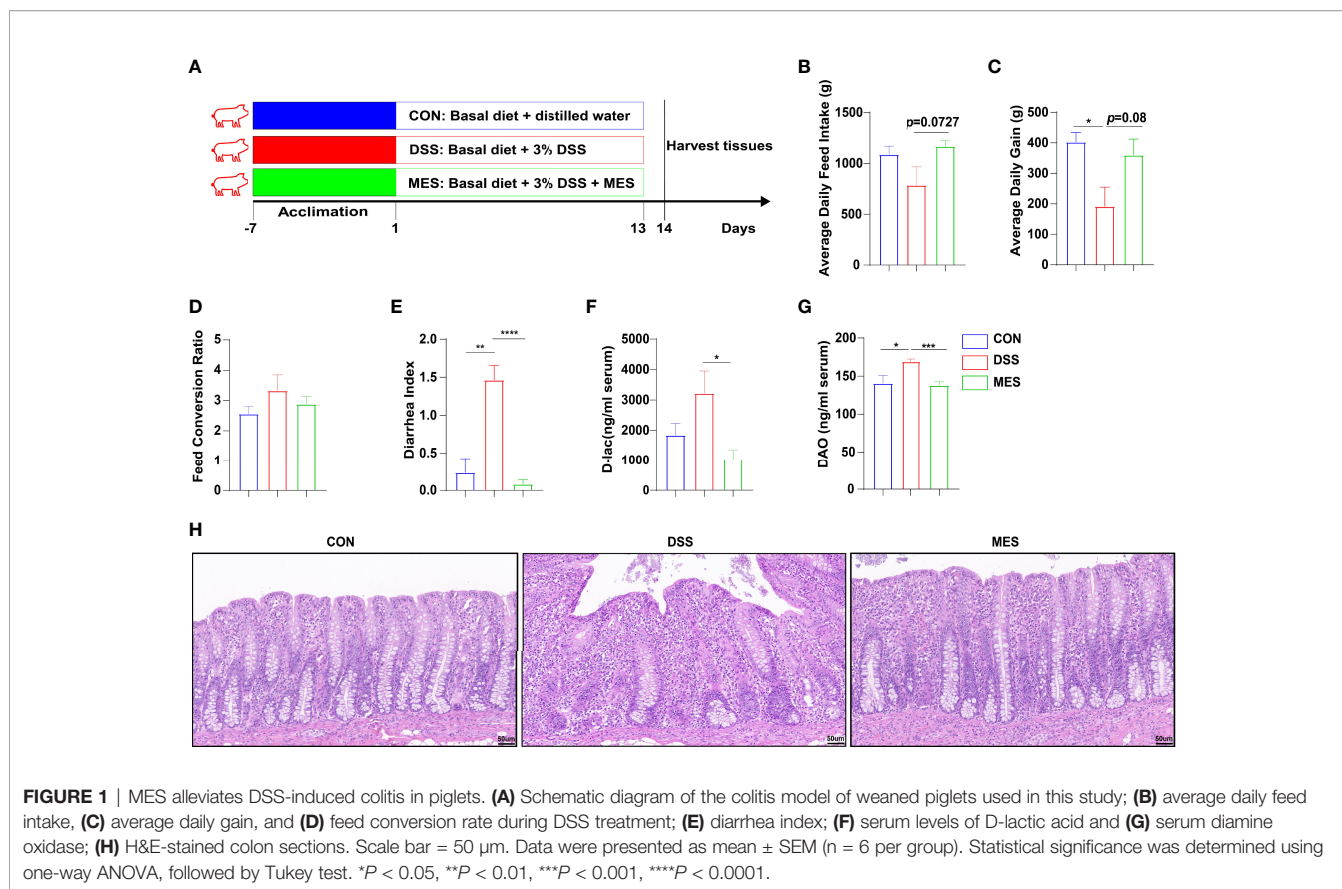 A
CON: Basal diet + distilled water
DSS: Basal diet + 3% DSS
MES: Basal diet + 3% DSS + MES
Harvest tissues
Acclimation
-7
1
13
14
Days
B
Average Daily Feed Intake (g)
1500
1000
500
0
p=0.0727
C
Average Daily Gain (g)
500
400
300
200
100
0
*
p=0.08
D
Feed Conversion Ratio
5
4
3
2
1
0
E
Diarrhea Index
2.0
1.5
1.0
0.5
0.0
**
****
F
D-lac(ng/ml serum)
5000
4000
3000
2000
1000
0
*
G
DAO (ng/ml serum)
200
150
100
50
0
*
***
CON
DSS
MES
H
CON
DSS
MES
50um
50um
50um
FIGURE 1 | MES alleviates DSS-induced colitis in piglets. (A) Schematic diagram of the colitis model of weaned piglets used in this study; (B) average daily feed
intake, (C) average daily gain, and (D) feed conversion rate during DSS treatment; (E) diarrhea index; (F) serum levels of D-lactic acid and (G) serum diamine
oxidase; (H) H&E-stained colon sections. Scale bar = 50 μm. Data were presented as mean ± SEM (n = 6 per group). Statistical significance was determined using
one-way ANOVA, followed by Tukey test. *P < 0.05, **P < 0.01, ***P < 0.001, ****P < 0.0001.